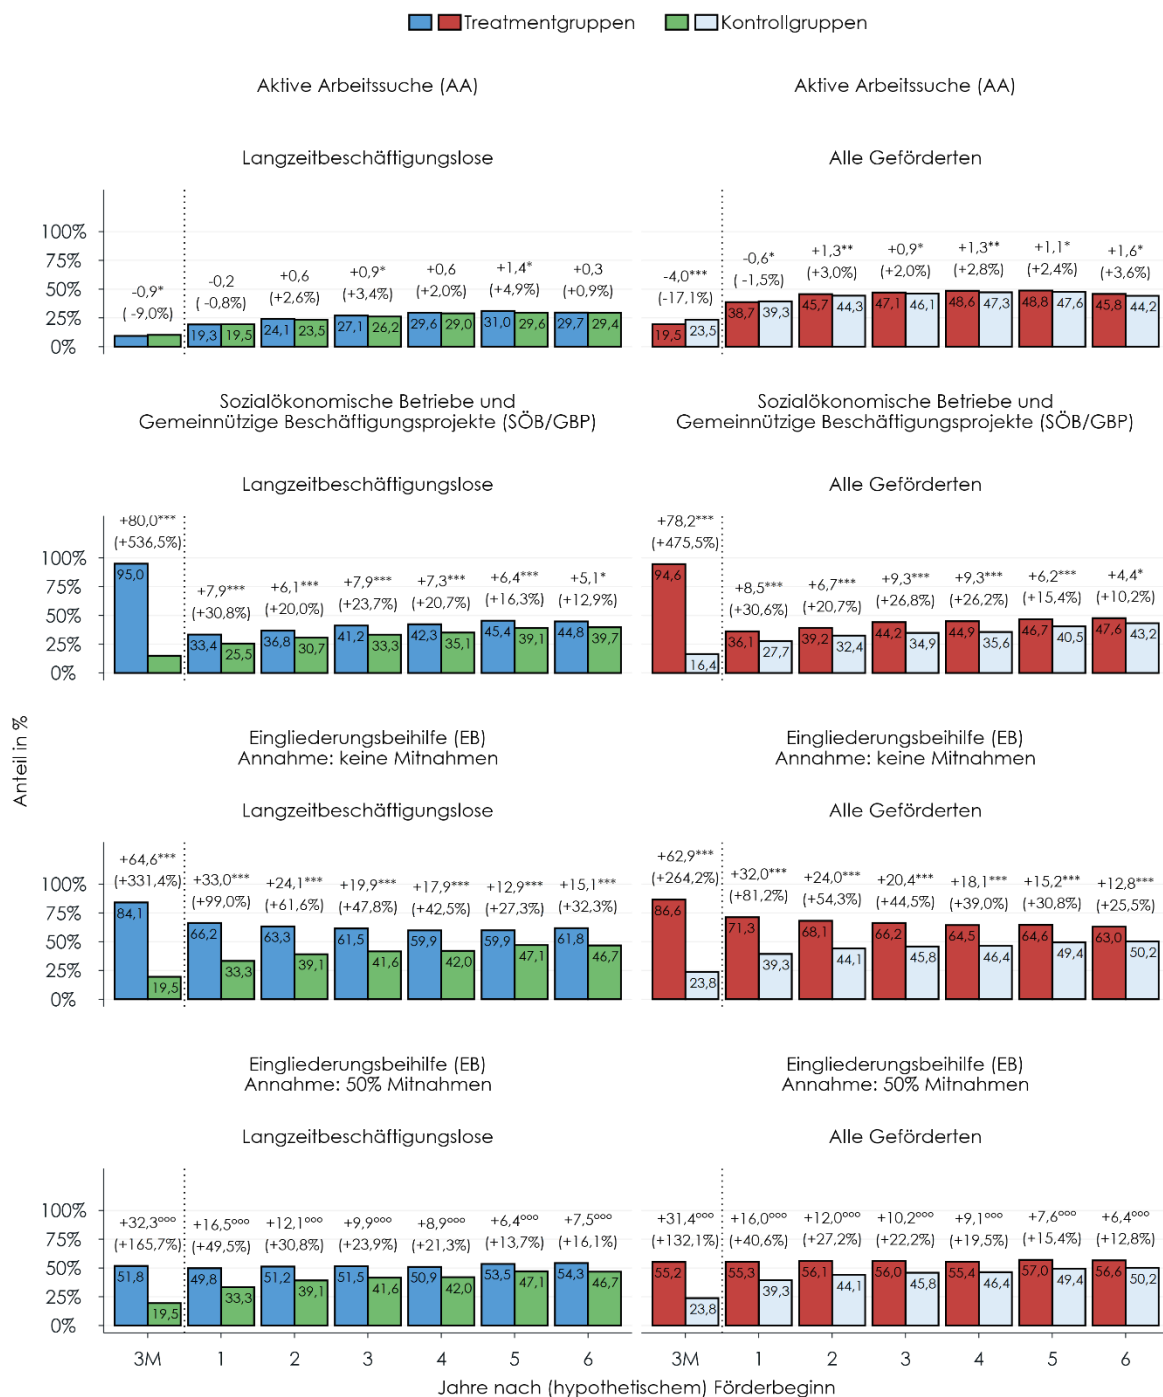 Treatmentgruppen Kontrollgruppen
Aktive Arbeitssuche (AA)
Langzeitbeschäftigungslose
100%
75%
50%
25%
0%
-0,9* -0,2 +0,6 +0,9* +0,6 +1,4* +0,3
(-9,0%) (-0,8%) (+2,6%) (+3,4%) (+2,0%) (+4,9%) (+0,9%)
19,3 19,5 24,1 23,5 27,1 26,2 29,6 29,0 31,0 29,6 29,7 29,4
Aktive Arbeitssuche (AA)
Alle Geförderten
-4,0*** -0,6* +1,3** +0,9* +1,3** +1,1* +1,6*
(-17,1%) (-1,5%) (+3,0%) (+2,0%) (+2,8%) (+2,4%) (+3,6%)
19,5 23,5 38,7 39,3 45,7 44,3 47,1 46,1 48,6 47,3 48,8 47,6 45,8 44,2
Sozialökonomische Betriebe und
Gemeinnützige Beschäftigungsprojekte (SÖB/GBP)
Langzeitbeschäftigungslose
100%
75%
50%
25%
0%
+80,0*** +7,9*** +6,1*** +7,9*** +7,3*** +6,4*** +5,1*
(+536,5%) (+30,8%) (+20,0%) (+23,7%) (+20,7%) (+16,3%) (+12,9%)
95,0 33,4 25,5 36,8 30,7 41,2 33,3 42,3 35,1 45,4 39,1 44,8 39,7
Sozialökonomische Betriebe und
Gemeinnützige Beschäftigungsprojekte (SÖB/GBP)
Alle Geförderten
+78,2*** +8,5*** +6,7*** +9,3*** +9,3*** +6,2*** +4,4*
(+475,5%) (+30,6%) (+20,7%) (+26,8%) (+26,2%) (+15,4%) (+10,2%)
94,6 16,4 36,1 27,7 39,2 32,4 44,2 34,9 44,9 35,6 46,7 40,5 47,6 43,2
Anteil in %
Eingliederungsbeihilfe (EB)
Annahme: keine Mitnahmen
Langzeitbeschäftigungslose
100%
75%
50%
25%
0%
+64,6*** +33,0*** +24,1*** +19,9*** +17,9*** +12,9*** +15,1***
(+331,4%) (+99,0%) (+61,6%) (+47,8%) (+42,5%) (+27,3%) (+32,3%)
84,1 19,5 66,2 33,3 63,3 39,1 61,5 41,6 59,9 42,0 59,9 47,1 61,8 46,7
Eingliederungsbeihilfe (EB)
Annahme: keine Mitnahmen
Alle Geförderten
+62,9*** +32,0*** +24,0*** +20,4*** +18,1*** +15,2*** +12,8***
(+264,2%) (+81,2%) (+54,3%) (+44,5%) (+39,0%) (+30,8%) (+25,5%)
86,6 23,8 71,3 39,3 68,1 44,1 66,2 45,8 64,5 46,4 64,6 49,4 63,0 50,2
Eingliederungsbeihilfe (EB)
Annahme: 50% Mitnahmen
Langzeitbeschäftigungslose
100%
75%
50%
25%
0%
+32,3°°° +16,5°°° +12,1°°° +9,9°°° +8,9°°° +6,4°°° +7,5°°°
(+165,7%) (+49,5%) (+30,8%) (+23,9%) (+21,3%) (+13,7%) (+16,1%)
51,8 19,5 49,8 33,3 51,2 39,1 51,5 41,6 50,9 42,0 53,5 47,1 54,3 46,7
3M 1 2 3 4 5 6
Eingliederungsbeihilfe (EB)
Annahme: 50% Mitnahmen
Alle Geförderten
+31,4°°° +16,0°°° +12,0°°° +10,2°°° +9,1°°° +7,6°°° +6,4°°°
(+132,1%) (+40,6%) (+27,2%) (+22,2%) (+19,5%) (+15,4%) (+12,8%)
55,2 23,8 55,3 39,3 56,1 44,1 56,0 45,8 55,4 46,4 57,0 49,4 56,6 50,2
3M 1 2 3 4 5 6
Jahre nach (hypothetischem) Förderbeginn